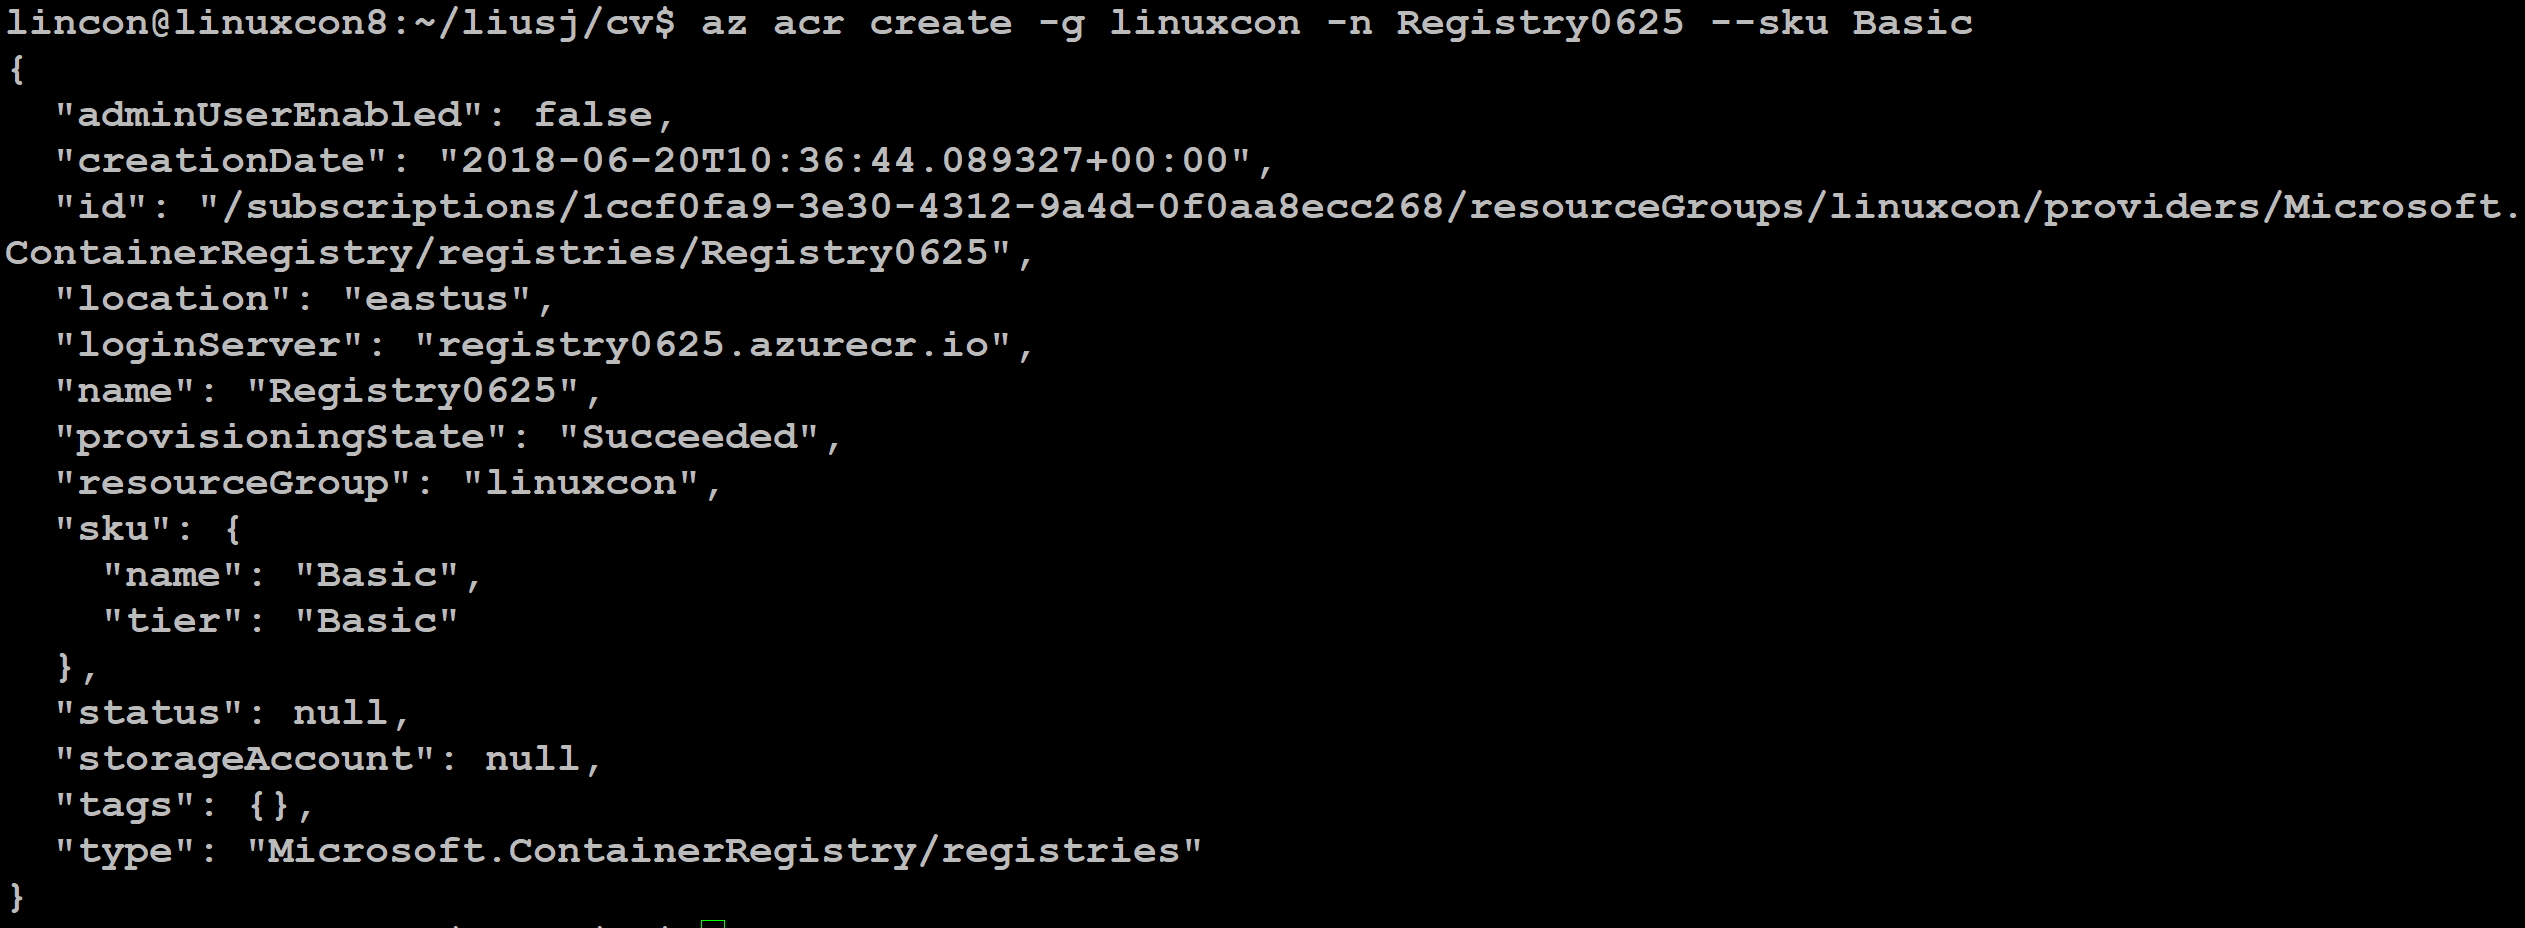 lincon@linuxcon8:~/liusj/cv$ az acr create -g linuxcon -n Registry0625 --sku Basic
{
  "adminUserEnabled": false,
  "creationDate": "2018-06-20T10:36:44.089327+00:00",
  "id": "/subscriptions/1ccf0fa9-3e30-4312-9a4d-0f0aa8ecc268/resourceGroups/linuxcon/providers/Microsoft.
ContainerRegistry/registries/Registry0625",
  "location": "eastus",
  "loginServer": "registry0625.azurecr.io",
  "name": "Registry0625",
  "provisioningState": "Succeeded",
  "resourceGroup": "linuxcon",
  "sku": {
    "name": "Basic",
    "tier": "Basic"
  },
  "status": null,
  "storageAccount": null,
  "tags": {},
  "type": "Microsoft.ContainerRegistry/registries"
}